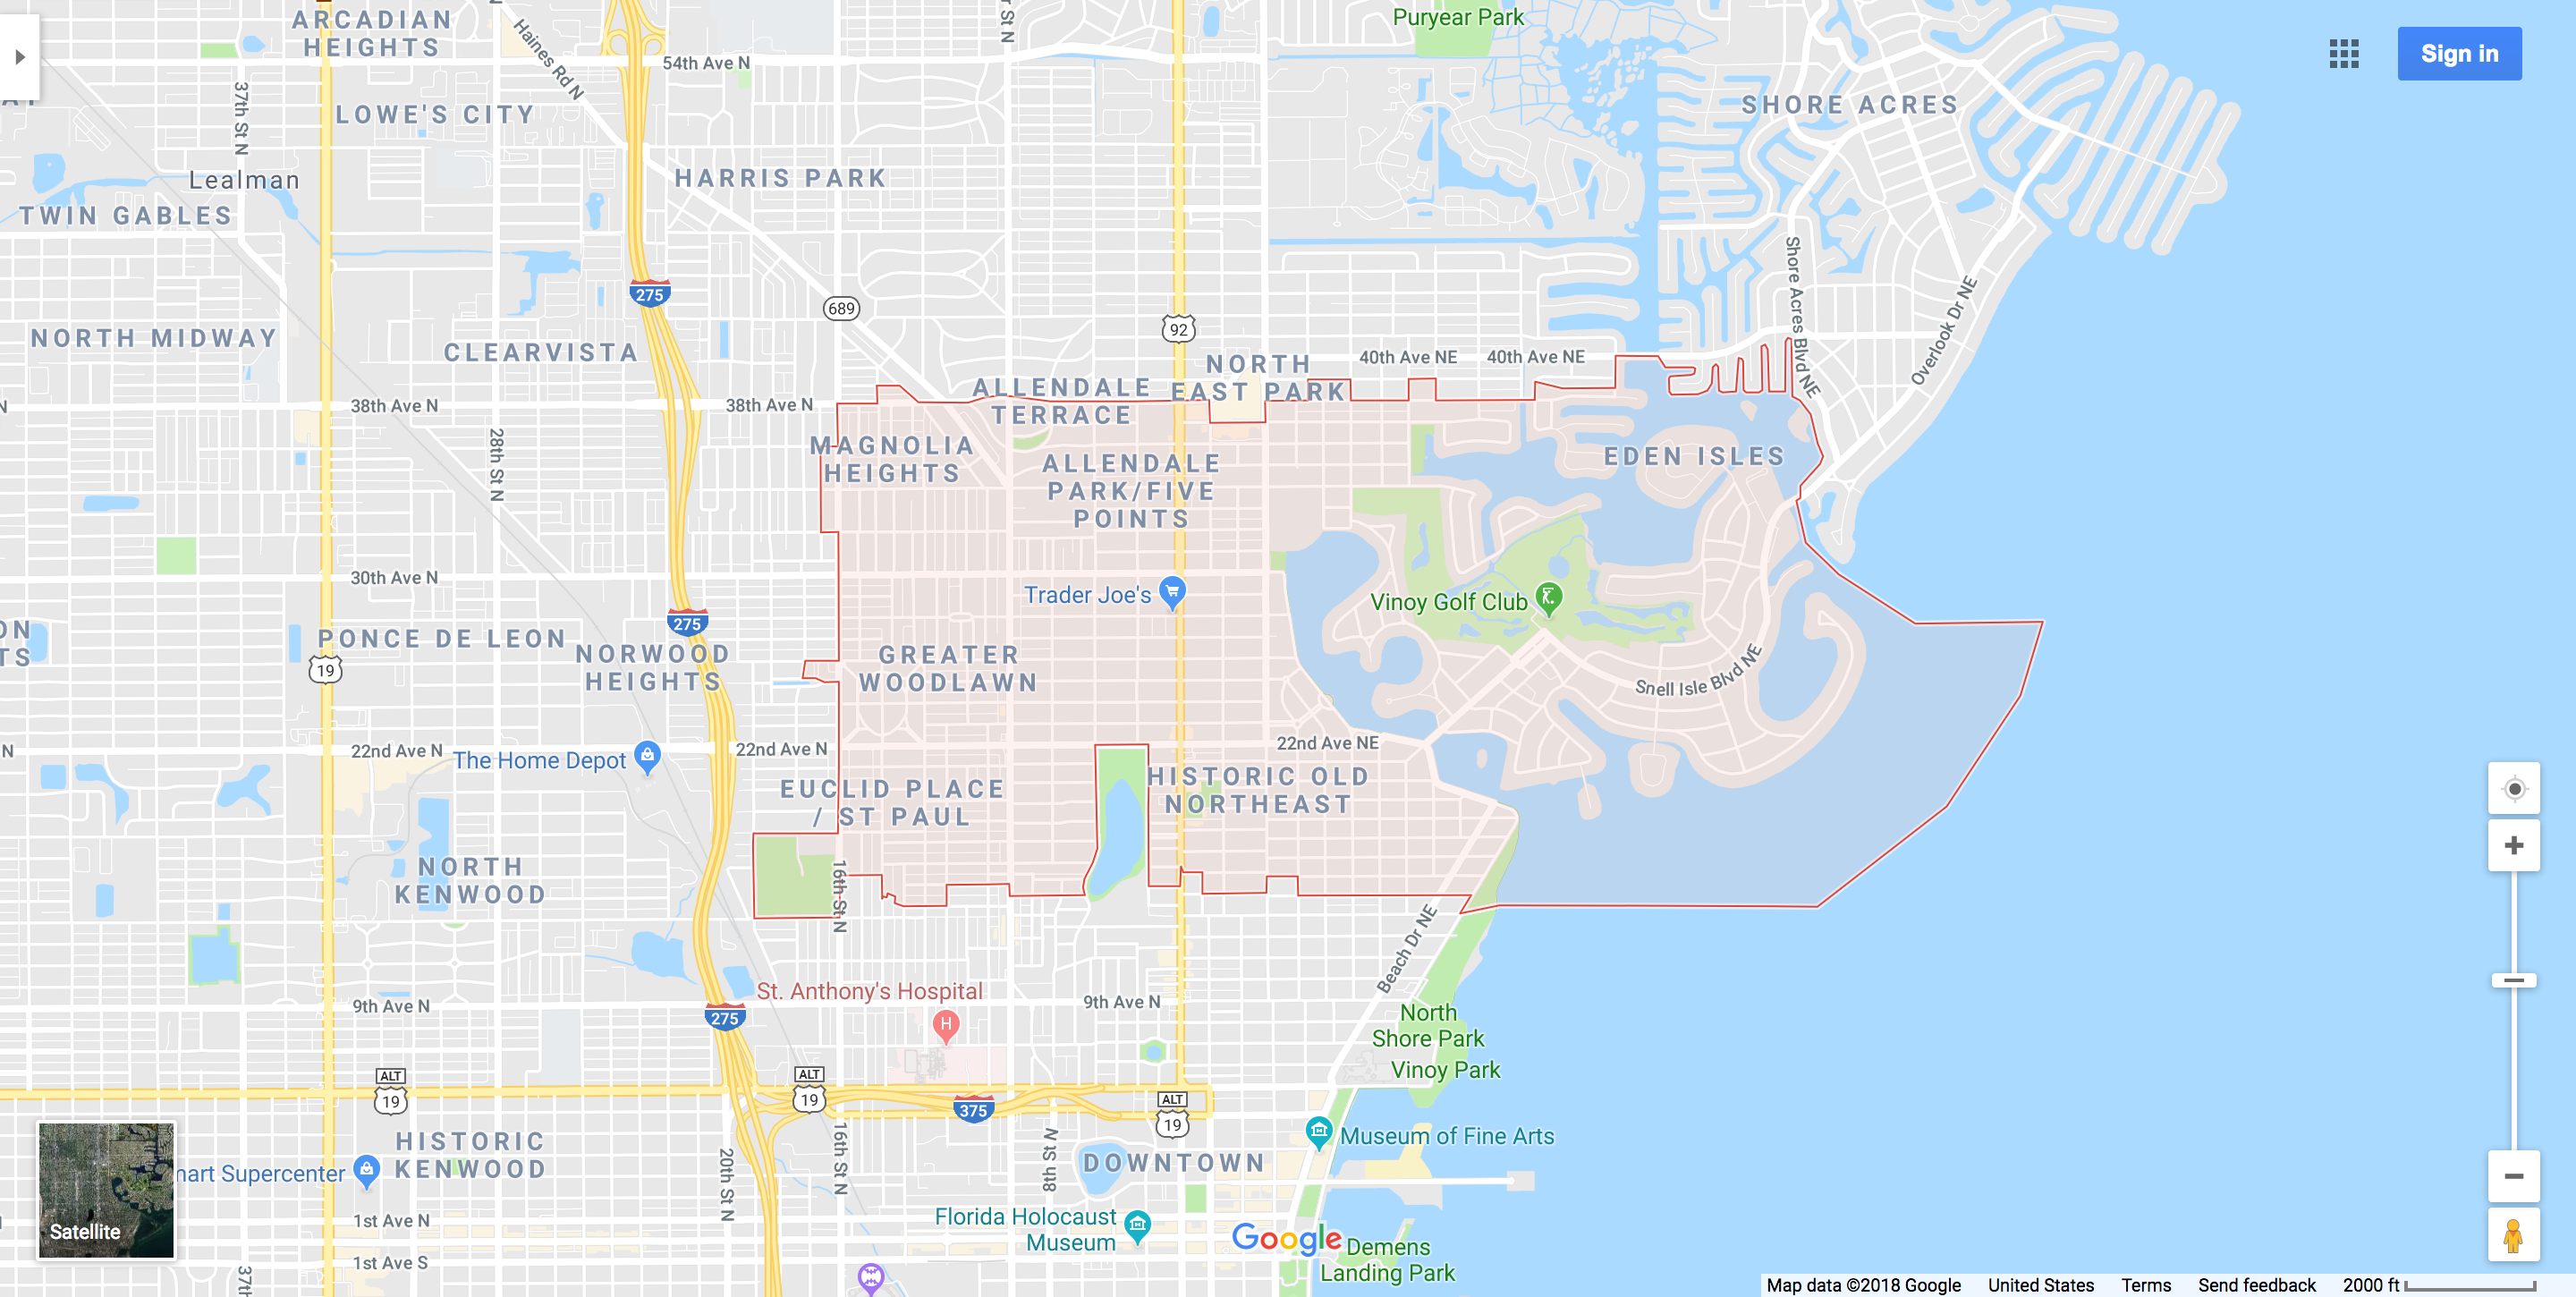 ARCADIAN
HEIGHTS
Haines Rd N
St N
Puryear Park
Sign in
54th Ave N
37th St N
LOWE'S CITY
SHORE ACRES
Lealman
HARRIS PARK
TWIN GABLES
Shore Acres Blvd NE
Overlook Dr NE
275
689
92
NORTH MIDWAY
CLEARVISTA
NORTH
EAST PARK
40th Ave NE
40th Ave NE
ALLENDALE
TERRACE
N
38th Ave N
38th Ave N
28th St N
MAGNOLIA
HEIGHTS
ALLENDALE
PARK/FIVE
POINTS
EDEN ISLES
30th Ave N
Trader Joe's
Vinoy Golf Club
275
ON
TS
PONCE DE LEON
19
NORWOOD
HEIGHTS
GREATER
WOODLAWN
Snell Isle Blvd NE
N
22nd Ave N
22nd Ave N
22nd Ave NE
The Home Depot
EUCLID PLACE
/ ST PAUL
HISTORIC OLD
NORTHEAST
NORTH
KENWOOD
16th St N
Beach Dr NE
St. Anthony's Hospital
H
9th Ave N
9th Ave N
275
North
Shore Park
Vinoy Park
ALT
19
ALT
19
375
ALT
19
HISTORIC
KENWOOD
mart Supercenter
20th St N
16th St N
8th St N
DOWNTOWN
Museum of Fine Arts
Satellite
1st Ave N
1st Ave S
37th
Florida Holocaust
Museum
Google
Demens
Landing Park
Map data ©2018 Google United States Terms Send feedback 2000 ft